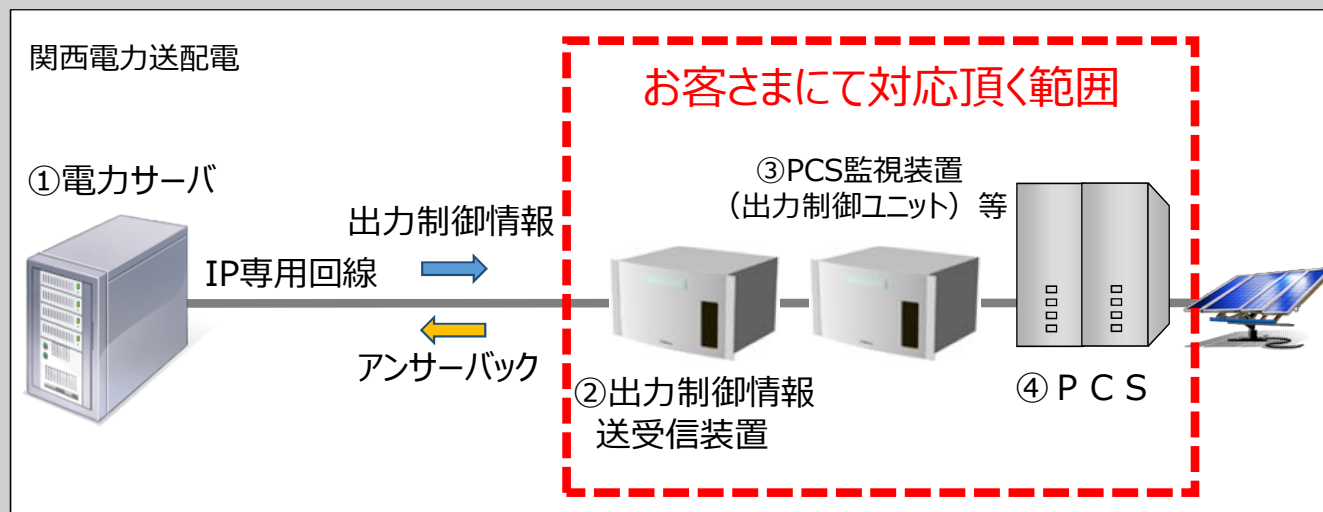 関西電力送配電
お客さまにて対応頂く範囲
①電力サーバ
出力制御情報
IP専用回線
アンサーバック
②出力制御情報
送受信装置
③PCS監視装置
（出力制御ユニット）等
④ＰＣＳ